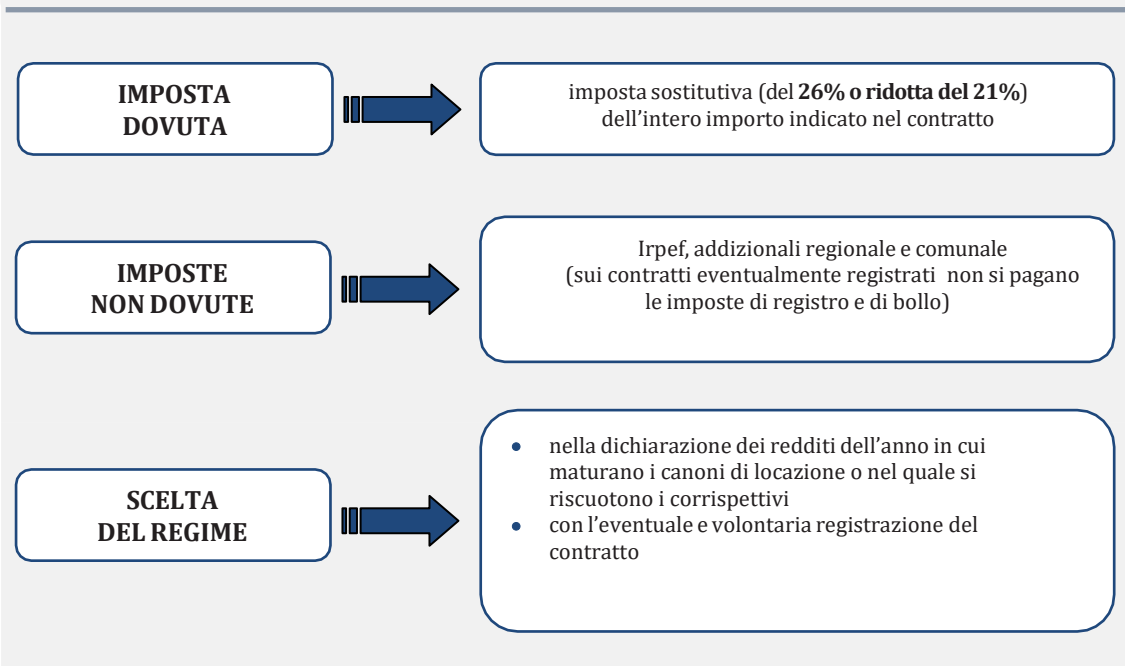 IMPOSTA
DOVUTA
imposta sostitutiva (del 26% o ridotta del 21%)
dell’intero importo indicato nel contratto
IMPOSTE
NON DOVUTE
Irpef, addizionali regionale e comunale
(sui contratti eventualmente registrati non si pagano
le imposte di registro e di bollo)
SCELTA
DEL REGIME
• nella dichiarazione dei redditi dell’anno in cui
maturano i canoni di locazione o nel quale si
riscuotono i corrispettivi
• con l’eventuale e volontaria registrazione del
contratto